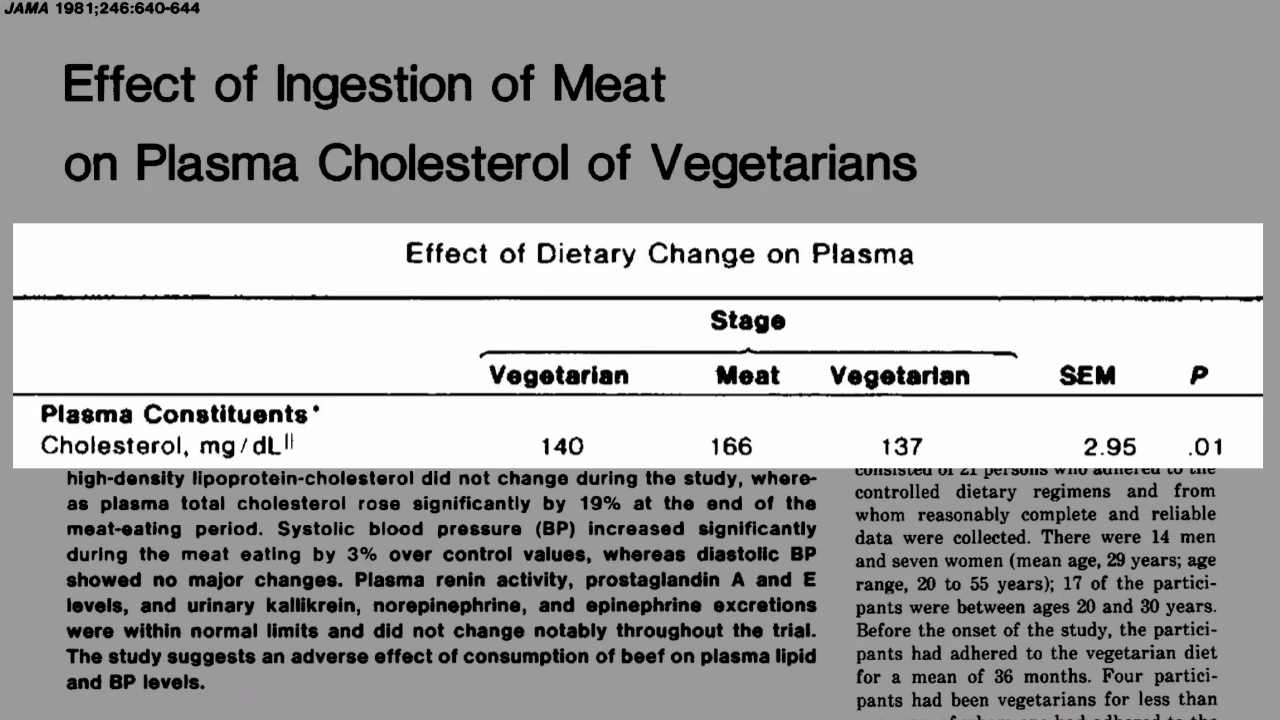 JAMA 1981;246:640-644
Effect of Ingestion of Meat
on Plasma Cholesterol of Vegetarians
Effect of Dietary Change on Plasma
Stage
Vegetarian Meat Vegetarian SEM P
Plasma Constituents*
Cholesterol, mg/dL|| 140 166 137 2.95 .01
high-density lipoprotein-cholesterol did not change during the study, where-
as plasma total cholesterol rose significantly by 19% at the end of the
meat-eating period. Systolic blood pressure (BP) increased significantly
during the meat eating by 3% over control values, whereas diastolic BP
showed no major changes. Plasma renin activity, prostaglandin A and E
levels, and urinary kallikrein, norepinephrine, and epinephrine excretions
were within normal limits and did not change notably throughout the trial.
The study suggests an adverse effect of consumption of beef on plasma lipid
and BP levels.
consisted of 21 persons who adhered to the
controlled dietary regimens and from
whom reasonably complete and reliable
data were collected. There were 14 men
and seven women (mean age, 29 years; age
range, 20 to 55 years); 17 of the partici-
pants were between ages 20 and 30 years.
Before the onset of the study, the partici-
pants had adhered to the vegetarian diet
for a mean of 36 months. Four partici-
pants had been vegetarians for less than